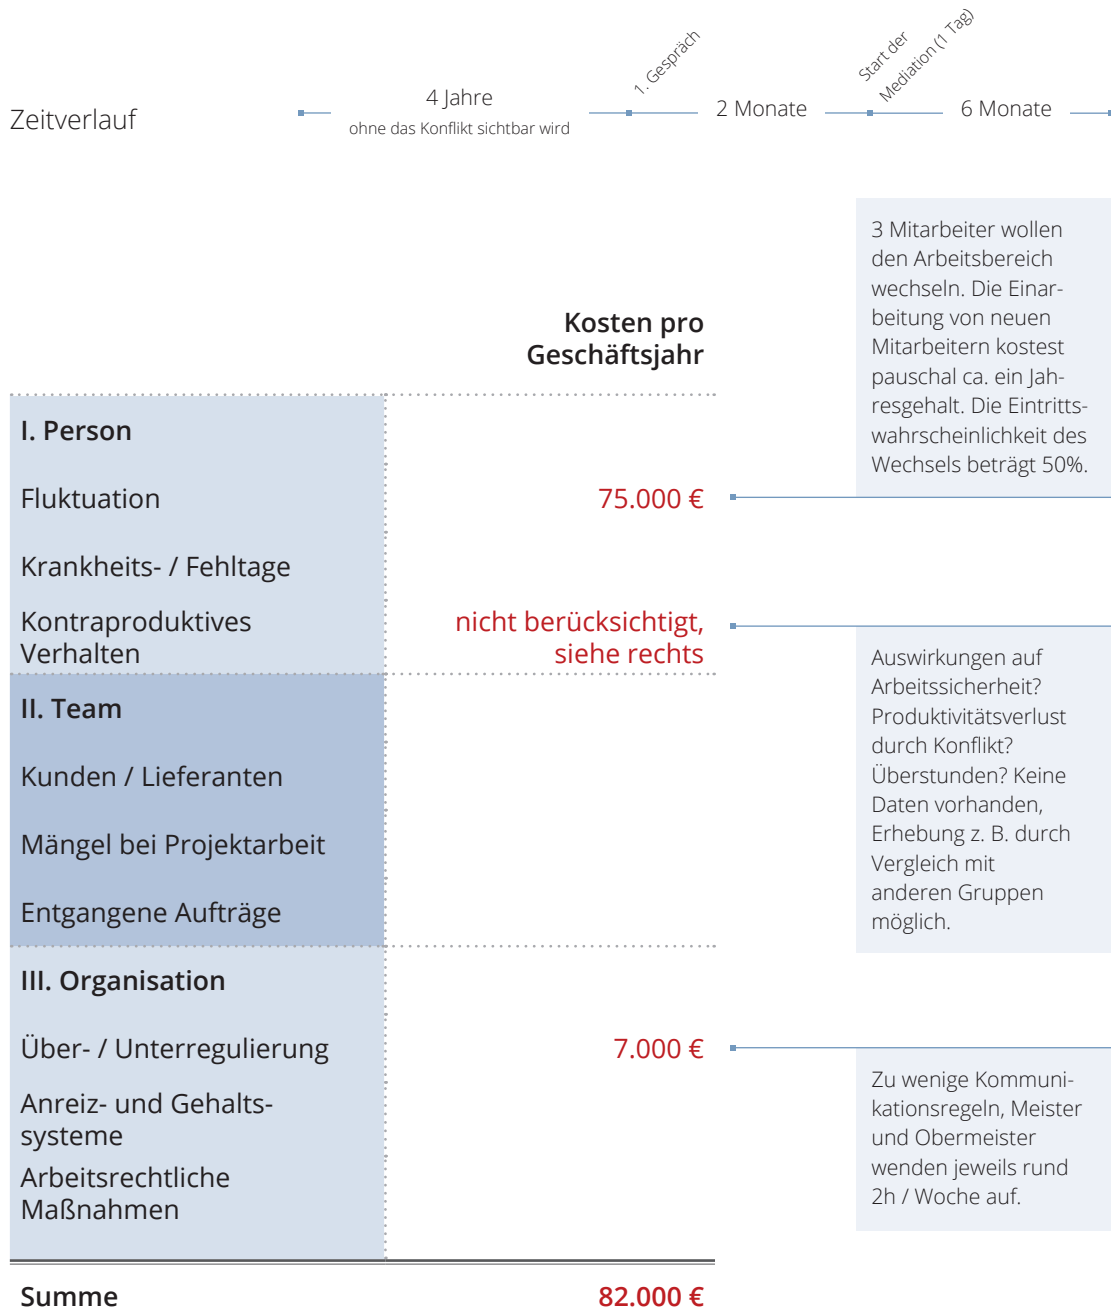 Zeitverlauf
4 Jahre
ohne das Konflikt sichtbar wird
1. Gespräch
2 Monate
Start der
Mediation (1 Tag)
6 Monate
3 Mitarbeiter wollen
den Arbeitsbereich
wechseln. Die Einar-
beitung von neuen
Mitarbeitern kostest
pauschal ca. ein Jah-
resgehalt. Die Eintritts-
wahrscheinlichkeit des
Wechsels beträgt 50%.
Kosten pro
Geschäftsjahr
I. Person
Fluktuation
75.000 €
Krankheits- / Fehltage
Kontraproduktives
Verhalten
nicht berücksichtigt,
siehe rechts
Auswirkungen auf
Arbeitssicherheit?
Produktivitätsverlust
durch Konflikt?
Überstunden? Keine
Daten vorhanden,
Erhebung z. B. durch
Vergleich mit
anderen Gruppen
möglich.
II. Team
Kunden / Lieferanten
Mängel bei Projektarbeit
Entgangene Aufträge
III. Organisation
Über- / Unterregulierung
7.000 €
Zu wenige Kommuni-
kationsregeln, Meister
und Obermeister
wenden jeweils rund
2h / Woche auf.
Anreiz- und Gehalts-
systeme
Arbeitsrechtliche
Maßnahmen
Summe
82.000 €